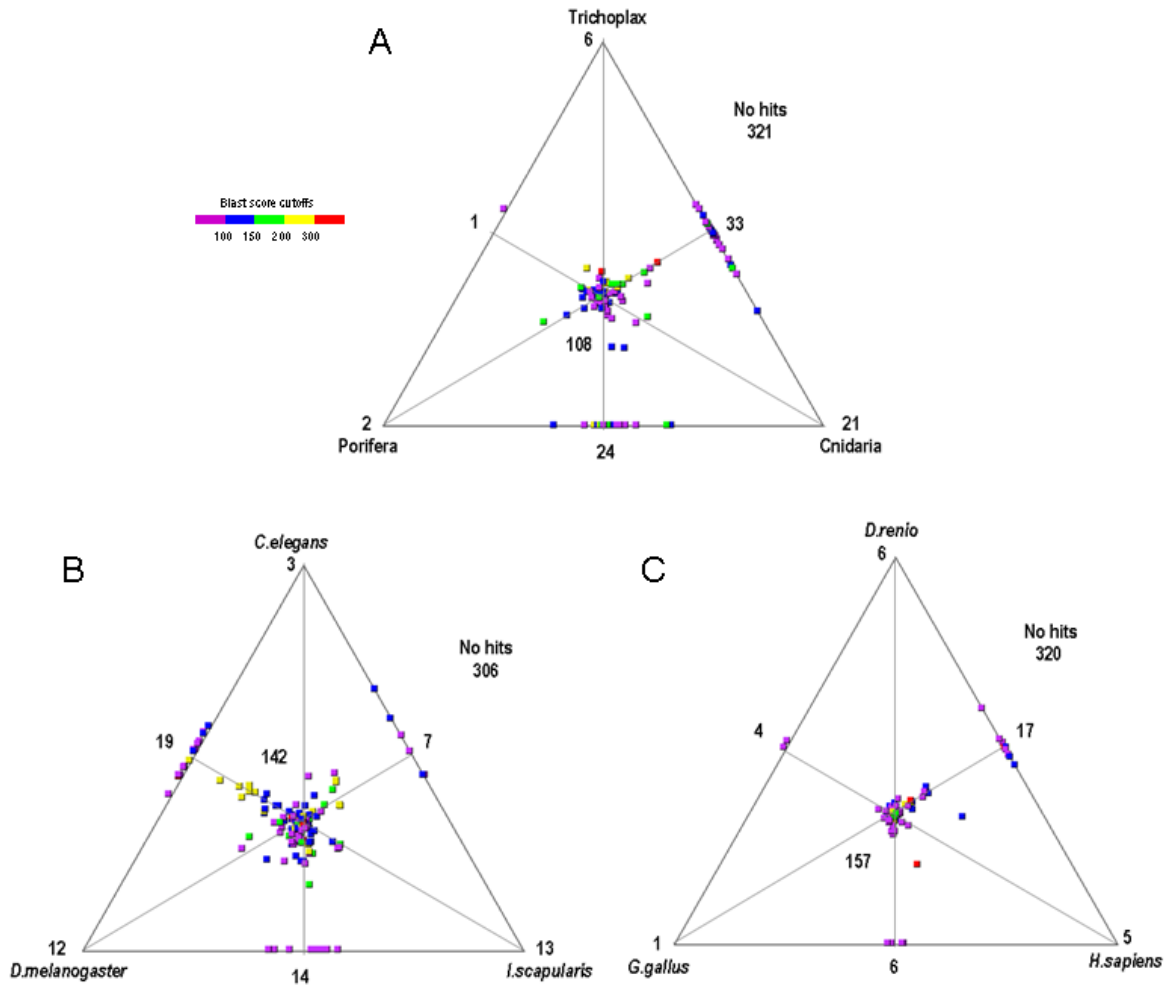 Trichoplax
6
A
No hits
321
Blast score cutoffs
100 150 200 300
1
33
108
2
21
Porifera
24
Cnidaria
B
C.elegans
3
No hits
306
19
142
7
12
13
D.melanogaster
14
I.scapularis
C
D.renio
6
No hits
320
4
17
157
1
5
G.gallus
6
H.sapiens